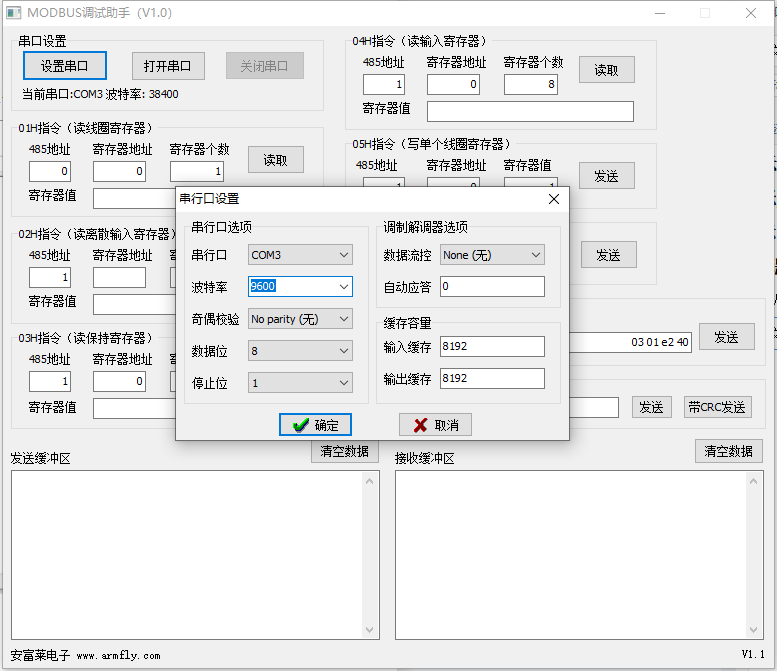 MODBUS调试助手（V1.0）
串口设置
设置串口 打开串口 关闭串口
当前串口:COM3 波特率: 38400
01H指令（读线圈寄存器）
485地址 寄存器地址 寄存器个数
0 0 1 读取
寄存器值
02H指令（读离散输入寄存器）
485地址 寄存器地址
1
寄存器值
03H指令（读保持寄存器）
485地址 寄存器地址
1 0
寄存器值
04H指令（读输入寄存器）
485地址 寄存器地址 寄存器个数
1 0 8 读取
寄存器值
05H指令（写单个线圈寄存器）
485地址 寄存器地址 寄存器值
1 0 1 发送
发送
03 01 e2 40 发送
发送 带CRC发送
串行口设置
串行口选项
串行口 COM3
波特率 9600
奇偶校验 No parity (无)
数据位 8
停止位 1
调制解调器选项
数据流控 None (无)
自动应答 0
缓存容量
输入缓存 8192
输出缓存 8192
确定 取消
发送缓冲区 清空数据
接收缓冲区 清空数据
安富莱电子 www.armfly.com V1.1